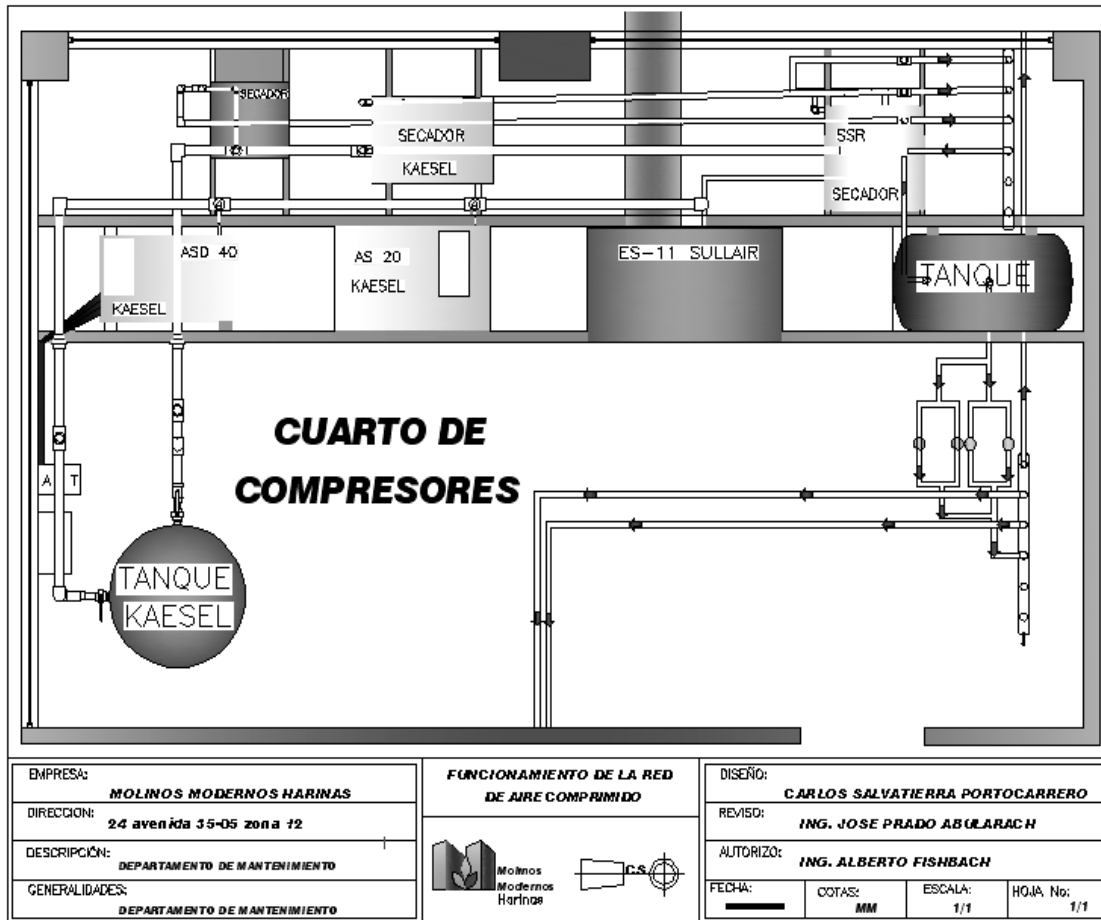 SECADOR
SECADOR
KAESEL
SSR
SECADOR
ASD 40
KAESEL
AS 20
KAESEL
ES-11 SULLAIR
TANQUE
CUARTO DE
COMPRESORES
A T
TANQUE
KAESEL
EMPRESA:
MOLINOS MODERNOS HARINAS
DIRECCION:
24 avenida 35-05 zona 12
DESCRIPCIÓN:
DEPARTAMENTO DE MANTENIMIENTO
GENERALIDADES:
DEPARTAMENTO DE MANTENIMIENTO
FUNCIONAMIENTO DE LA RED
DE AIRE COMPRIMIDO
Molinos
Modernos
Harinas
C.S
DISEÑO:
CARLOS SALVATIERRA PORTOCARRERO
REVISO:
ING. JOSE PRADO ABULARACH
AUTORIZO:
ING. ALBERTO FISHBACH
FECHA:
COTAS:
MM
ESCALA:
1/1
HOJA No:
1/1